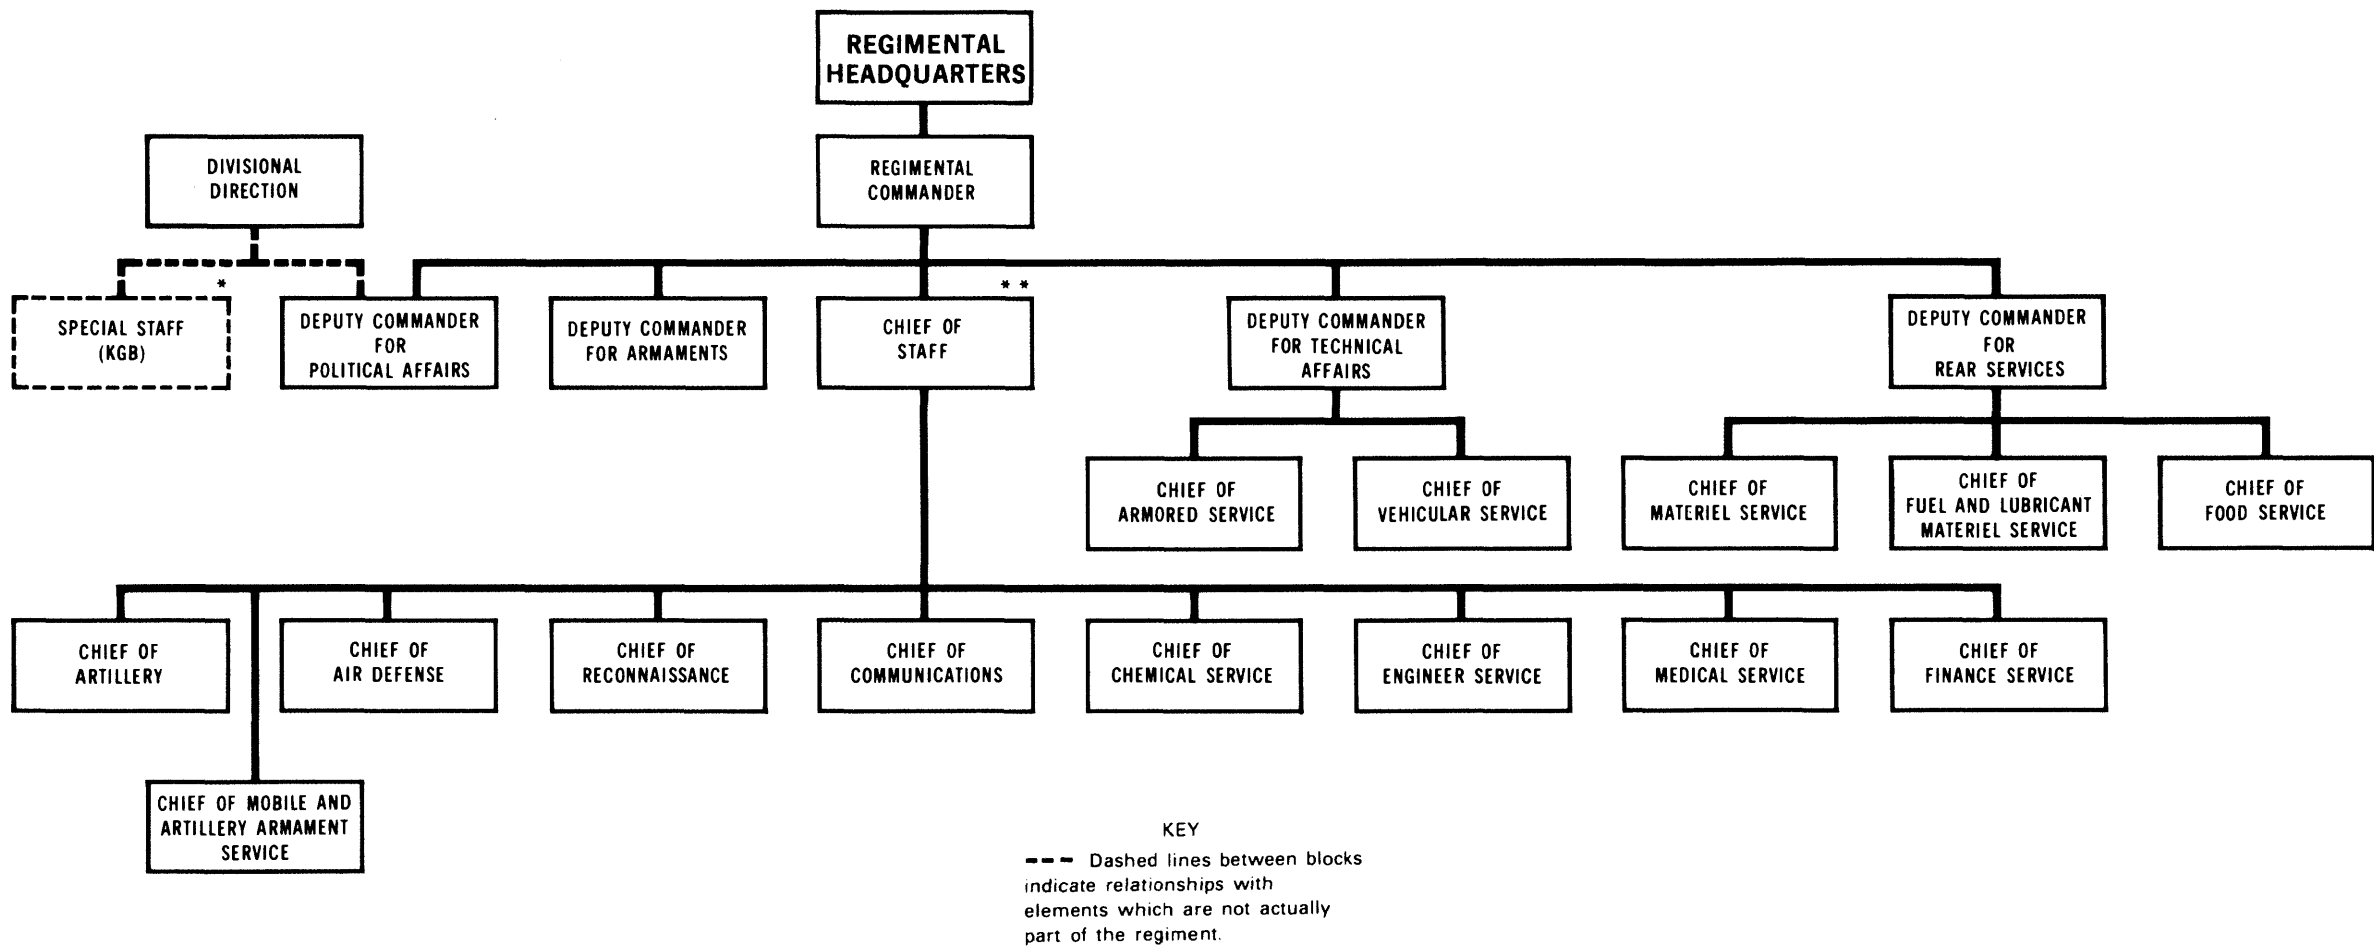 REGIMENTAL
HEADQUARTERS
DIVISIONAL
DIRECTION
REGIMENTAL
COMMANDER
*
**
SPECIAL STAFF
(KGB)
DEPUTY COMMANDER
FOR
POLITICAL AFFAIRS
DEPUTY COMMANDER
FOR ARMAMENTS
CHIEF OF
STAFF
DEPUTY COMMANDER
FOR TECHNICAL
AFFAIRS
DEPUTY COMMANDER
FOR
REAR SERVICES
CHIEF OF
ARMORED SERVICE
CHIEF OF
VEHICULAR SERVICE
CHIEF OF
MATERIEL SERVICE
CHIEF OF
FUEL AND LUBRICANT
MATERIEL SERVICE
CHIEF OF
FOOD SERVICE
CHIEF OF
ARTILLERY
CHIEF OF
AIR DEFENSE
CHIEF OF
RECONNAISSANCE
CHIEF OF
COMMUNICATIONS
CHIEF OF
CHEMICAL SERVICE
CHIEF OF
ENGINEER SERVICE
CHIEF OF
MEDICAL SERVICE
CHIEF OF
FINANCE SERVICE
CHIEF OF MOBILE AND
ARTILLERY ARMAMENT
SERVICE
KEY
--- Dashed lines between blocks
indicate relationships with
elements which are not actually
part of the regiment.